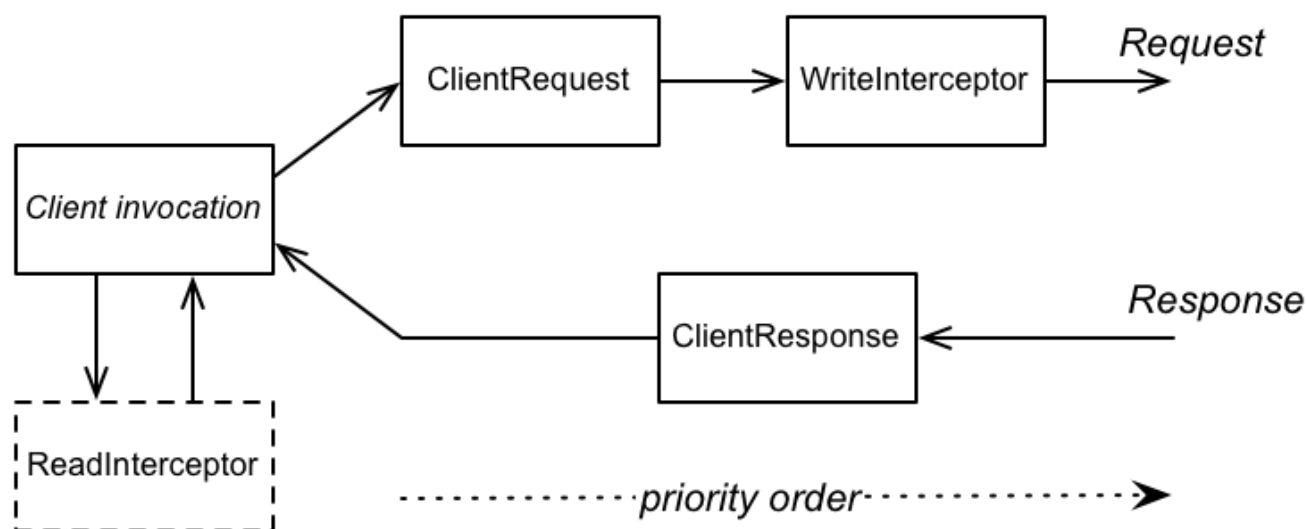 Request
ClientRequest
WriteInterceptor
Client invocation
Response
ClientResponse
ReadInterceptor
priority order